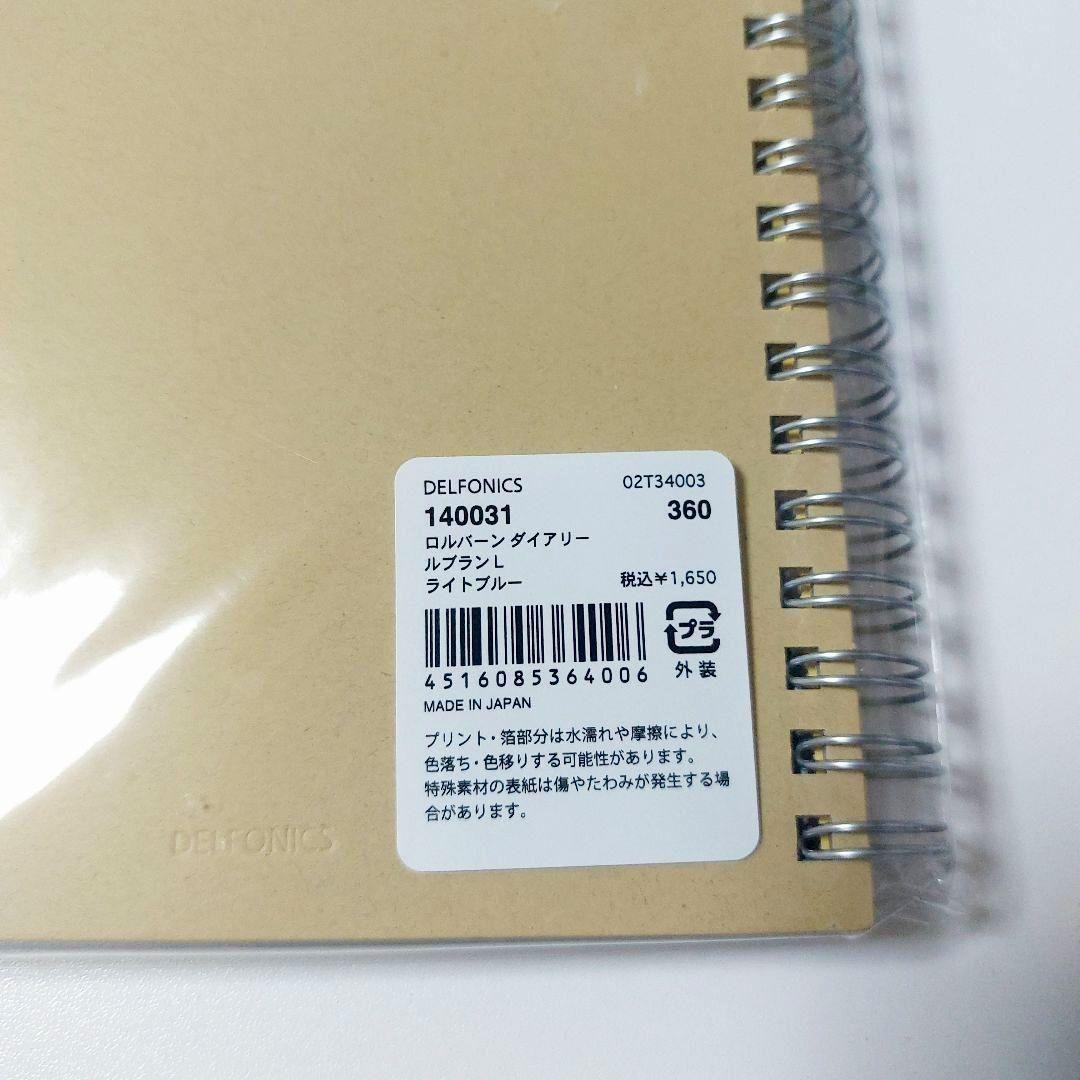 DELFONICS 02T34003
140031 360
ロルバーン ダイアリー
ルブラン L
ライトブルー 税込¥1,650
プラ
外装
4516085364006
MADE IN JAPAN
プリント・箔部分は水濡れや摩擦により、
色落ち・色移りする可能性があります。
特殊素材の表紙は傷やたわみが発生する場
合があります。
DELFONICS